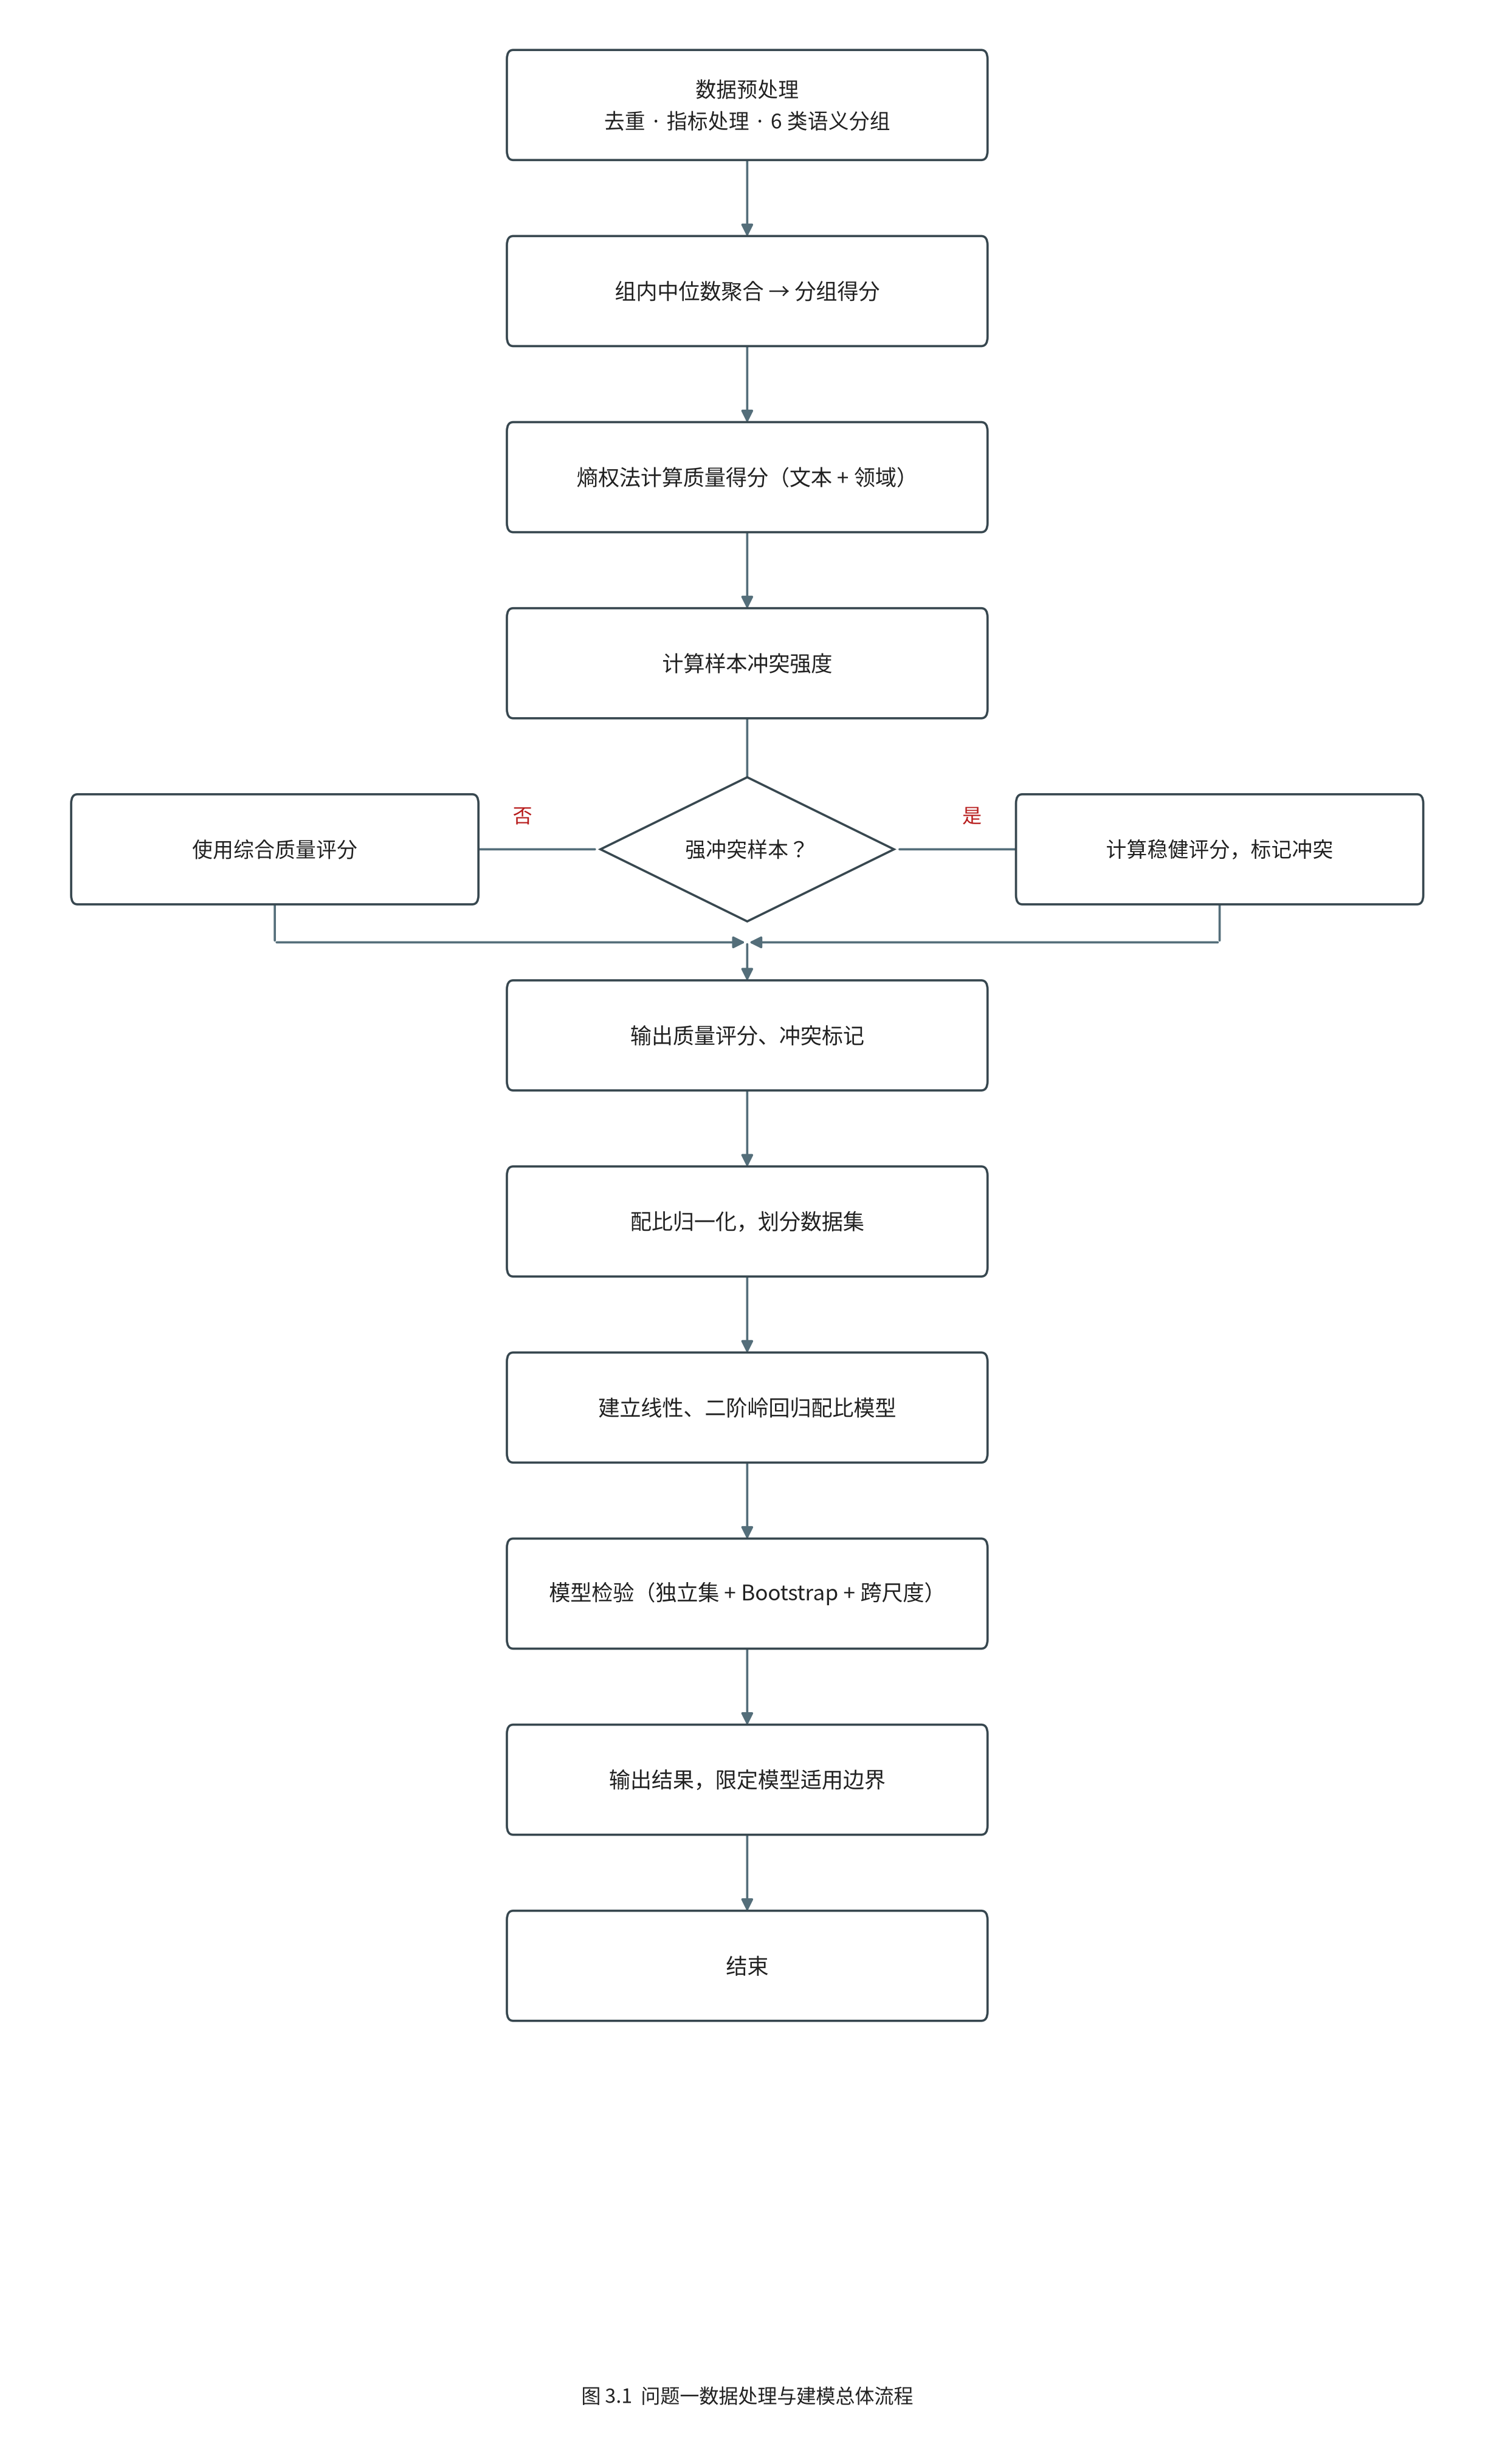 数据预处理
去重 · 指标处理 · 6 类语义分组
组内中位数聚合 → 分组得分
熵权法计算质量得分（文本 + 领域）
计算样本冲突强度
否
是
使用综合质量评分
强冲突样本？
计算稳健评分，标记冲突
输出质量评分、冲突标记
配比归一化，划分数据集
建立线性、二阶岭回归配比模型
模型检验（独立集 + Bootstrap + 跨尺度）
输出结果，限定模型适用边界
结束
图 3.1 问题一数据处理与建模总体流程